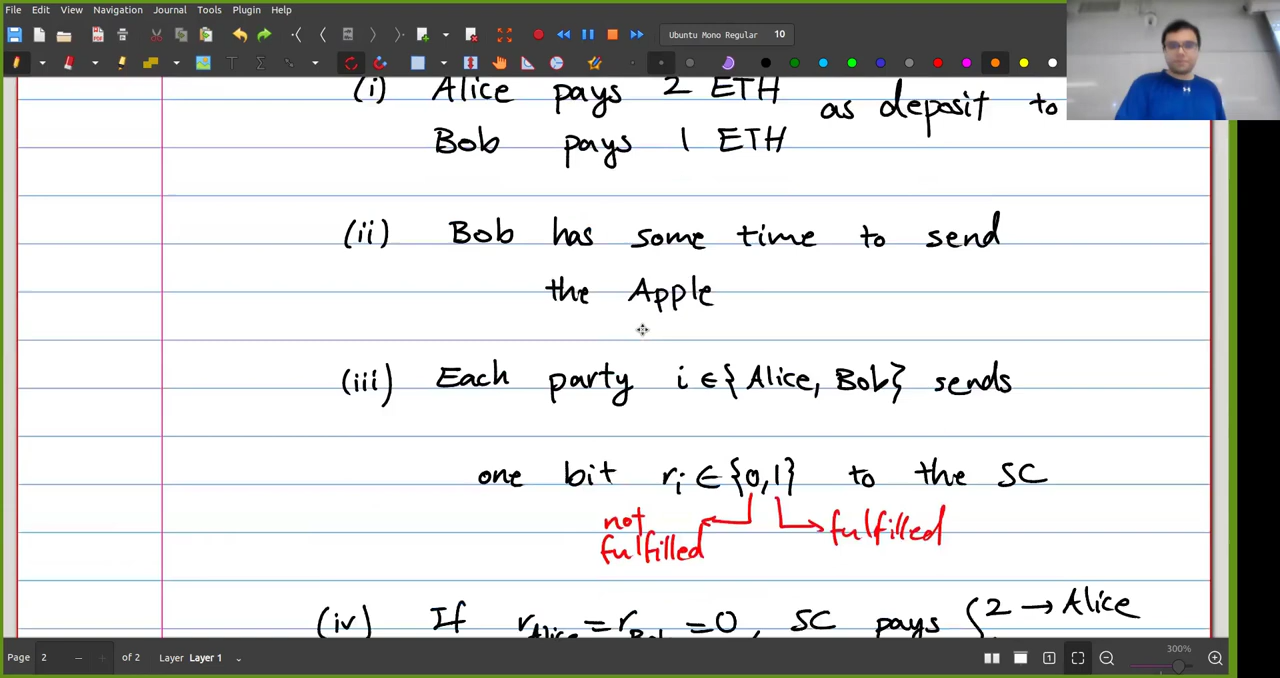 File Edit View Navigation Journal Tools Plugin Help
Ubuntu Mono Regular 10
(i) Alice pays 2 ETH as deposit to
Bob pays 1 ETH
(ii) Bob has some time to send
the Apple
(iii) Each party i ∈ {Alice, Bob} sends
one bit rᵢ ∈ {0,1} to the SC
not fulfilled
fulfilled
(iv) If r_Alice = r_Bob = 0, SC pays { 2 → Alice
Page 2 of 2 Layer Layer 1 300%